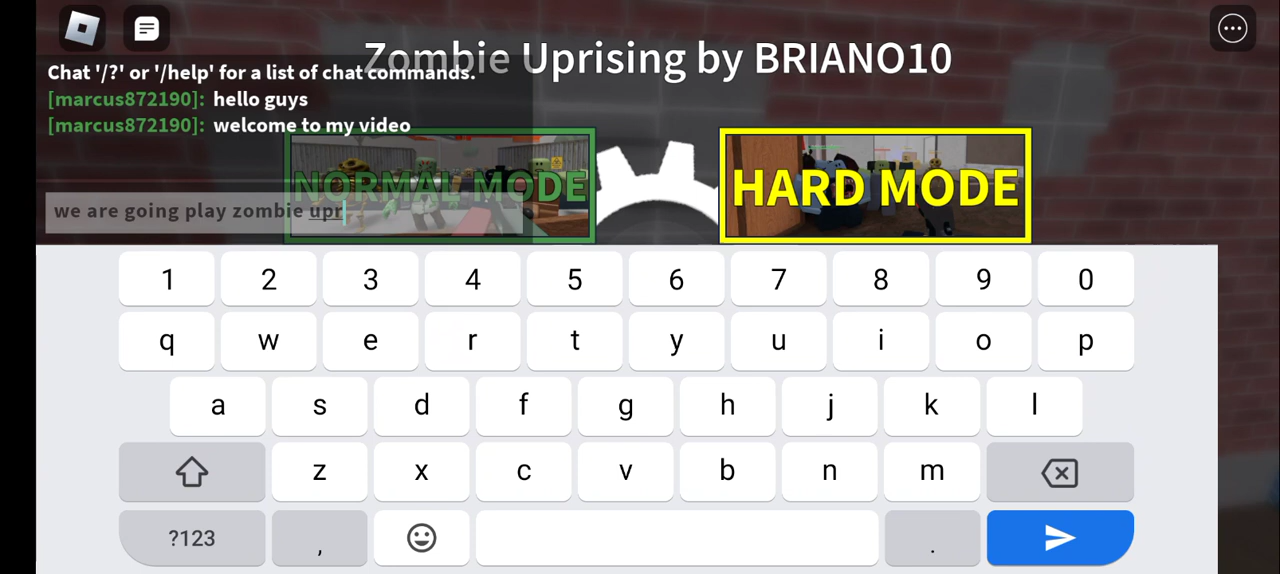 Zombie Uprising by BRIANO10
Chat '/?' or '/help' for a list of chat commands.
[marcus872190]: hello guys
[marcus872190]: welcome to my video
NORMAL MODE
HARD MODE
we are going play zombie upr
1 2 3 4 5 6 7 8 9 0
q w e r t y u i o p
a s d f g h j k l
z x c v b n m
?123 , .